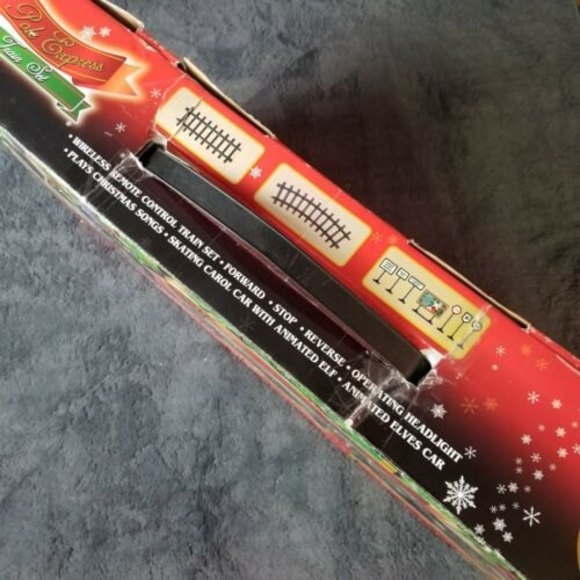 Pole Express
Train Set
• WIRELESS REMOTE CONTROL TRAIN SET • FORWARD • STOP • REVERSE • OPERATING HEADLIGHT
• PLAYS CHRISTMAS SONGS • SKATING CAROL CAR WITH ANIMATED ELF • ANIMATED ELVES CAR